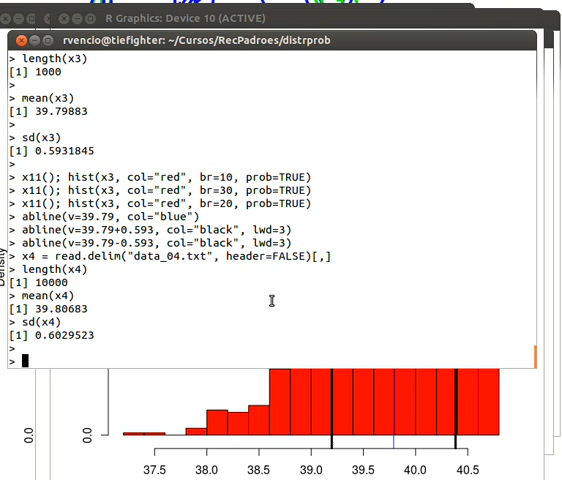 R Graphics: Device 10 (ACTIVE)
rvencio@tiefighter: ~/Cursos/RecPadroes/distrprob
> length(x3)
[1] 1000
>
> mean(x3)
[1] 39.79883
>
> sd(x3)
[1] 0.5931845
>
> x11(); hist(x3, col="red", br=10, prob=TRUE)
> x11(); hist(x3, col="red", br=30, prob=TRUE)
> x11(); hist(x3, col="red", br=20, prob=TRUE)
> abline(v=39.79, col="blue")
> abline(v=39.79+0.593, col="black", lwd=3)
> abline(v=39.79-0.593, col="black", lwd=3)
> x4 = read.delim("data_04.txt", header=FALSE)[,]
> length(x4)
[1] 10000
> mean(x4)
[1] 39.80683
> sd(x4)
[1] 0.6029523
>
>
Density
0.0
0.0
37.5 38.0 38.5 39.0 39.5 40.0 40.5